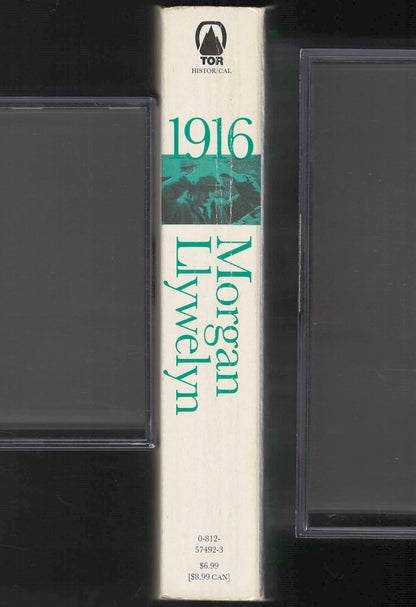 TOR
HISTORICAL
1916
Morgan
Llywelyn
0-812-
57492-3
$6.99
[$8.99 CAN]